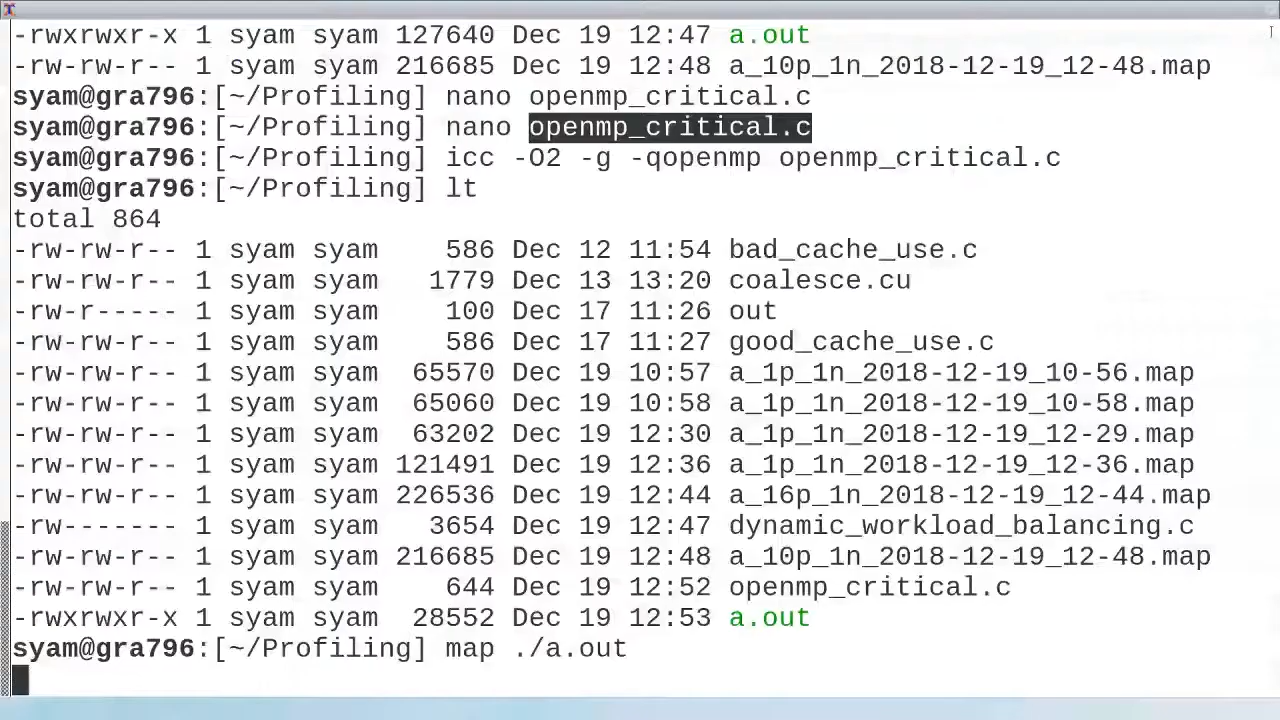 -rwxrwxr-x 1 syam syam 127640 Dec 19 12:47 a.out
-rw-rw-r-- 1 syam syam 216685 Dec 19 12:48 a_10p_1n_2018-12-19_12-48.map
syam@gra796:[~/Profiling] nano openmp_critical.c
syam@gra796:[~/Profiling] nano openmp_critical.c
syam@gra796:[~/Profiling] icc -O2 -g -qopenmp openmp_critical.c
syam@gra796:[~/Profiling] lt
total 864
-rw-rw-r-- 1 syam syam 586 Dec 12 11:54 bad_cache_use.c
-rw-rw-r-- 1 syam syam 1779 Dec 13 13:20 coalesce.cu
-rw-r----- 1 syam syam 100 Dec 17 11:26 out
-rw-rw-r-- 1 syam syam 586 Dec 17 11:27 good_cache_use.c
-rw-rw-r-- 1 syam syam 65570 Dec 19 10:57 a_1p_1n_2018-12-19_10-56.map
-rw-rw-r-- 1 syam syam 65060 Dec 19 10:58 a_1p_1n_2018-12-19_10-58.map
-rw-rw-r-- 1 syam syam 63202 Dec 19 12:30 a_1p_1n_2018-12-19_12-29.map
-rw-rw-r-- 1 syam syam 121491 Dec 19 12:36 a_1p_1n_2018-12-19_12-36.map
-rw-rw-r-- 1 syam syam 226536 Dec 19 12:44 a_16p_1n_2018-12-19_12-44.map
-rw------- 1 syam syam 3654 Dec 19 12:47 dynamic_workload_balancing.c
-rw-rw-r-- 1 syam syam 216685 Dec 19 12:48 a_10p_1n_2018-12-19_12-48.map
-rw-rw-r-- 1 syam syam 644 Dec 19 12:52 openmp_critical.c
-rwxrwxr-x 1 syam syam 28552 Dec 19 12:53 a.out
syam@gra796:[~/Profiling] map ./a.out